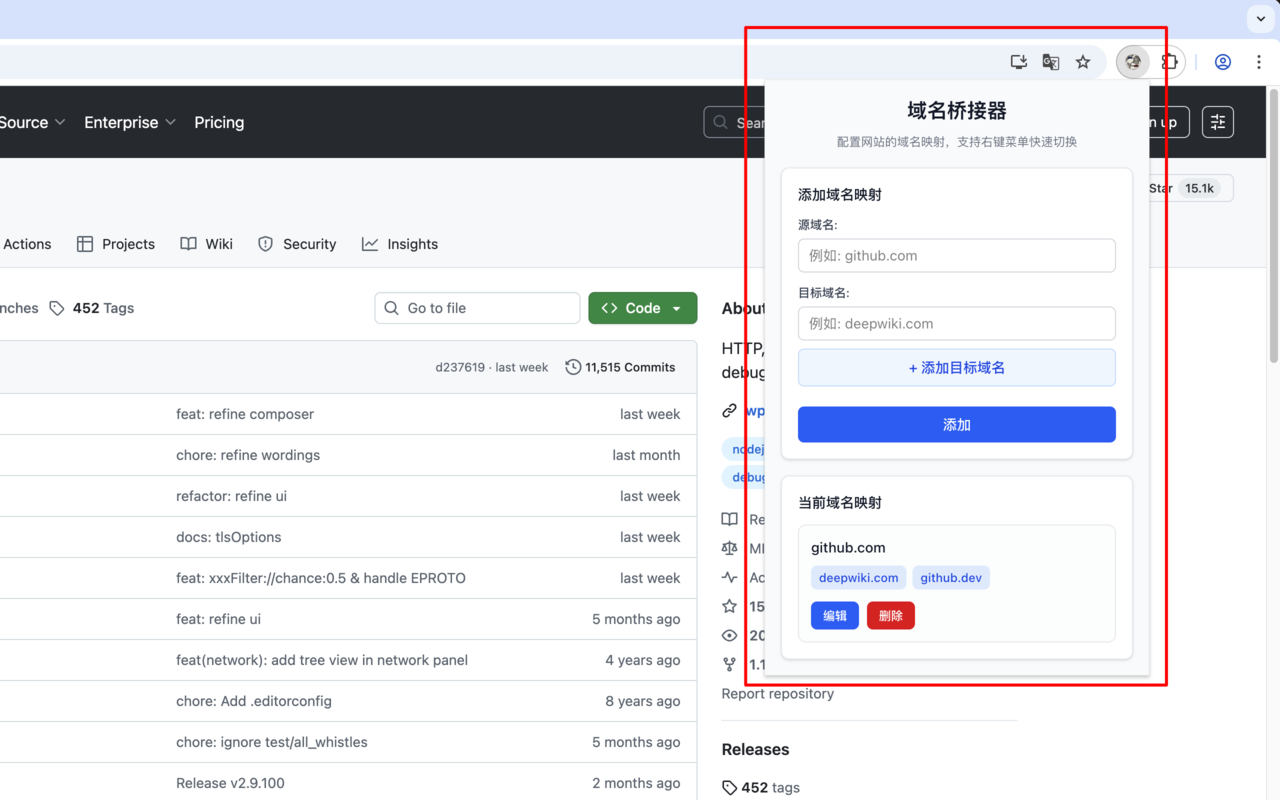 Source
Enterprise
Pricing
Sear
n up
Star 15.1k
Actions
Projects
Wiki
Security
Insights
nches
452 Tags
Go to file
Code
d237619 · last week
11,515 Commits
feat: refine composer last week
chore: refine wordings last month
refactor: refine ui last week
docs: tlsOptions last week
feat: xxxFilter://chance:0.5 & handle EPROTO last week
feat: refine ui 5 months ago
feat(network): add tree view in network panel 4 years ago
chore: Add .editorconfig 8 years ago
chore: ignore test/all_whistles 5 months ago
Release v2.9.100 2 months ago
About
HTTP,
debug
wp
nodej
debug
Re
MI
Ac
15
20
1.1
Report repository
Releases
452 tags
域名桥接器
配置网站的域名映射，支持右键菜单快速切换
添加域名映射
源域名:
例如: github.com
目标域名:
例如: deepwiki.com
+ 添加目标域名
添加
当前域名映射
github.com
deepwiki.com github.dev
编辑 删除